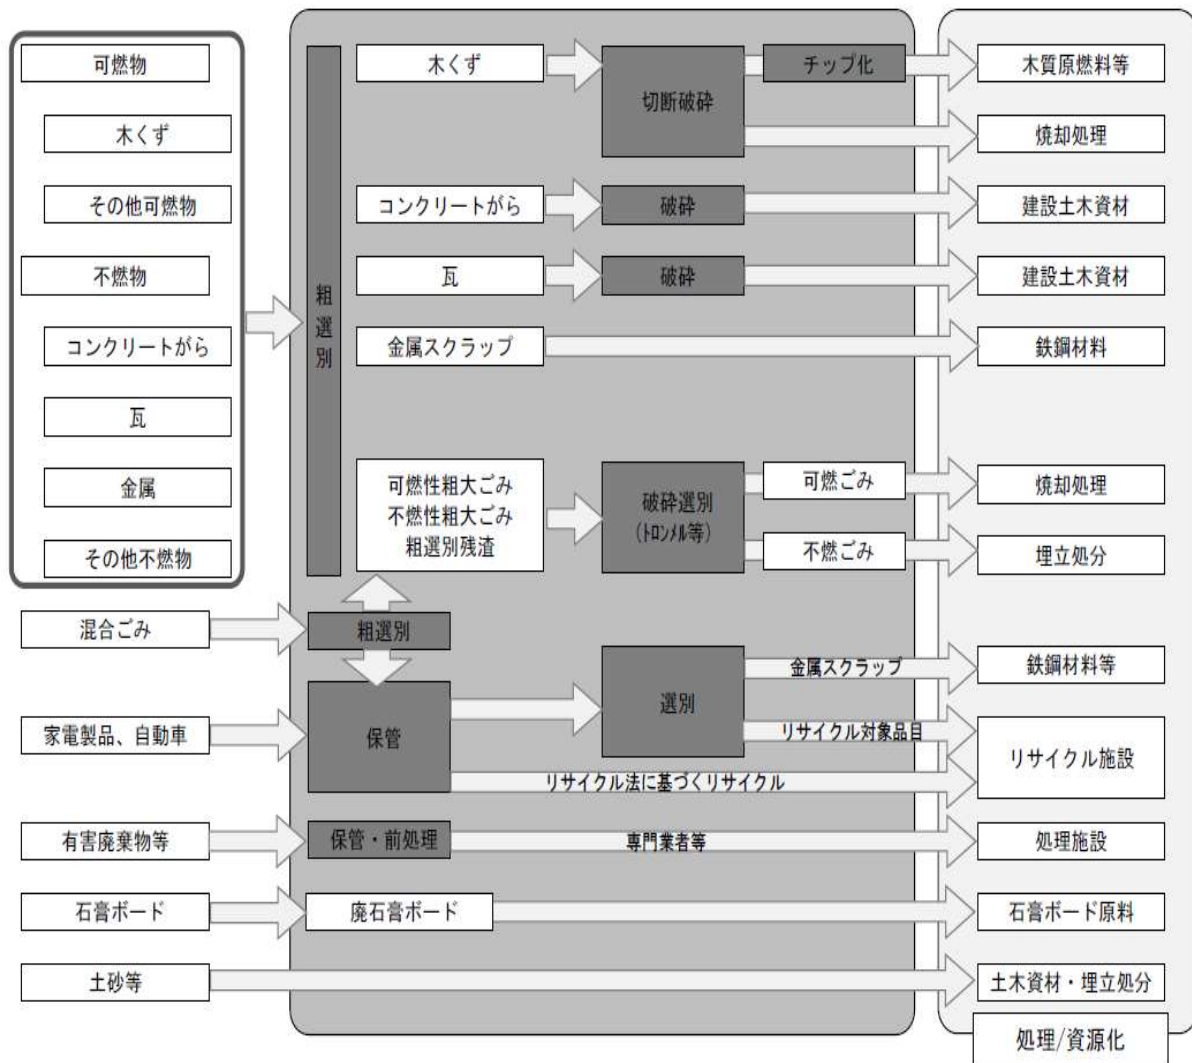 可燃物
木くず
その他可燃物
不燃物
コンクリートがら
瓦
金属
その他不燃物
混合ごみ
家電製品、自動車
有害廃棄物等
石膏ボード
土砂等
粗選別
木くず
切断破砕
チップ化
コンクリートがら
破砕
瓦
破砕
金属スクラップ
可燃性粗大ごみ
不燃性粗大ごみ
粗選別残渣
破砕選別
(トロンメル等)
可燃ごみ
不燃ごみ
粗選別
保管
選別
金属スクラップ
リサイクル対象品目
リサイクル法に基づくリサイクル
保管・前処理
専門業者等
廃石膏ボード
木質原燃料等
焼却処理
建設土木資材
建設土木資材
鉄鋼材料
焼却処理
埋立処分
鉄鋼材料等
リサイクル施設
処理施設
石膏ボード原料
土木資材・埋立処分
処理/資源化